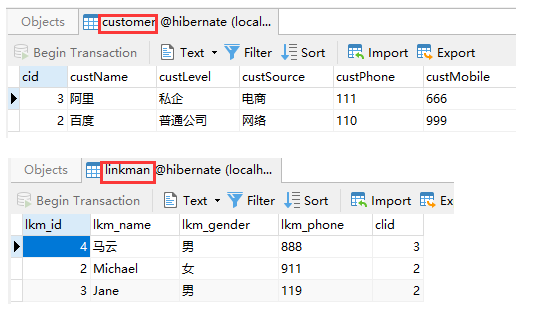 Objects customer @hibernate (local...
Begin Transaction Text Filter Sort Import Export
cid custName custLevel custSource custPhone custMobile
3 阿里 私企 电商 111 666
2 百度 普通公司 网络 110 999
Objects linkman @hibernate (localh...
Begin Transaction Text Filter Sort Import Ex
lkm_id lkm_name lkm_gender lkm_phone clid
4 马云 男 888 3
2 Michael 女 911 2
3 Jane 男 119 2